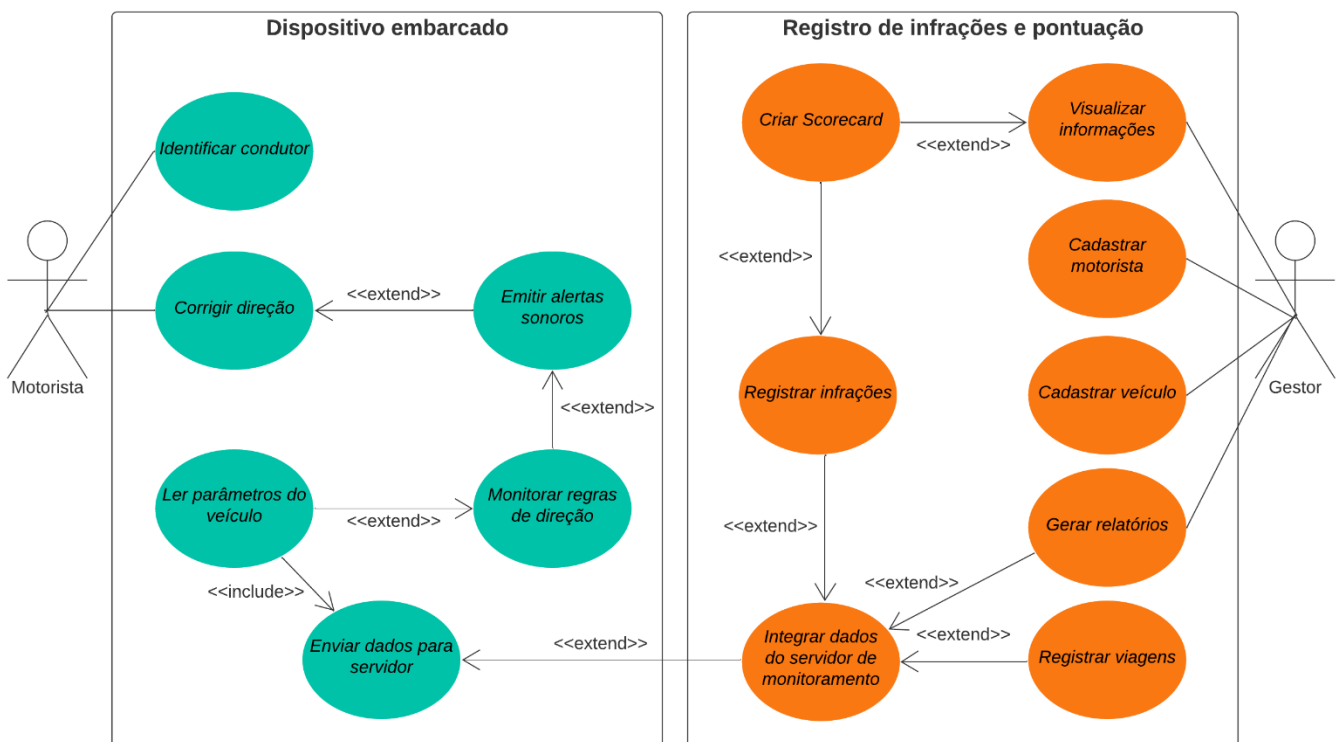 Dispositivo embarcado
Identificar condutor
Corrigir direção
<<extend>>
Emitir alertas
sonoros
Motorista
<<extend>>
Ler parâmetros do
veículo
<<extend>>
Monitorar regras
de direção
<<include>>
Enviar dados para
servidor
<<extend>>
Registro de infrações e pontuação
Criar Scorecard
<<extend>>
Visualizar
informações
<<extend>>
Cadastrar
motorista
Registrar infrações
Cadastrar veículo
Gestor
<<extend>>
Gerar relatórios
<<extend>>
Integrar dados
do servidor de
monitoramento
<<extend>>
Registrar viagens